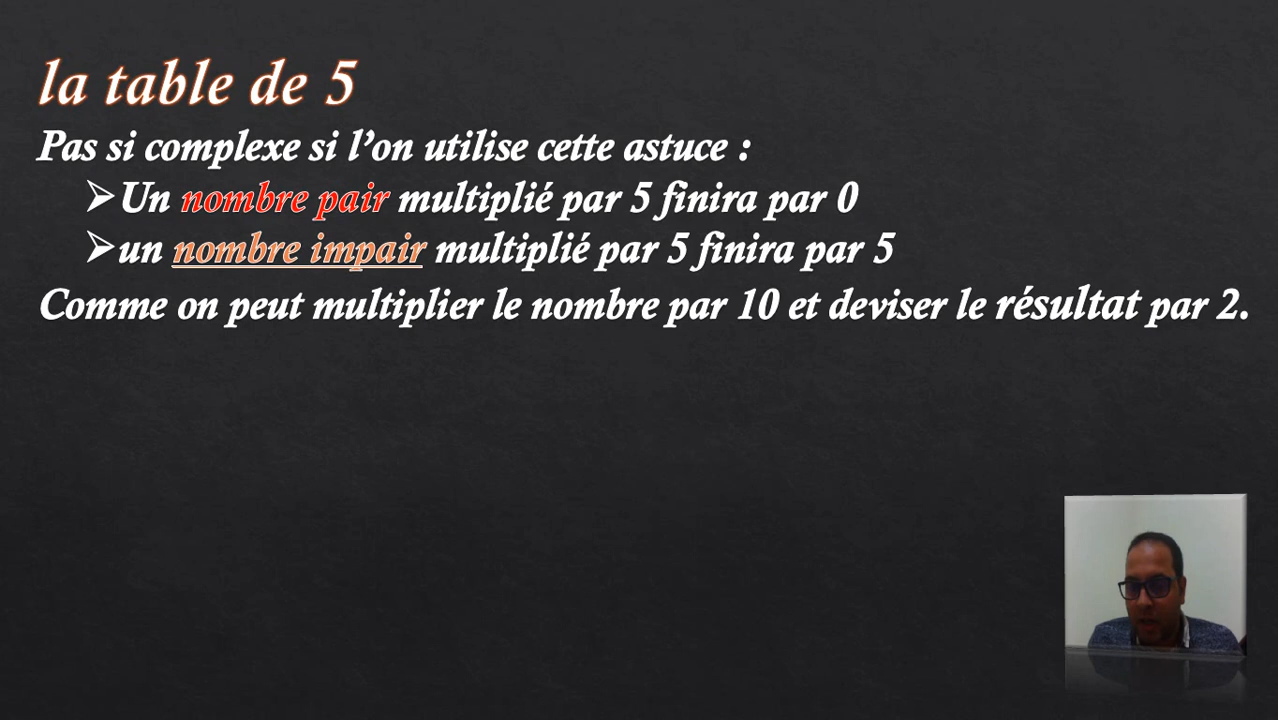 la table de 5
Pas si complexe si l’on utilise cette astuce :
➢Un nombre pair multiplié par 5 finira par 0
➢un nombre impair multiplié par 5 finira par 5
Comme on peut multiplier le nombre par 10 et deviser le résultat par 2.